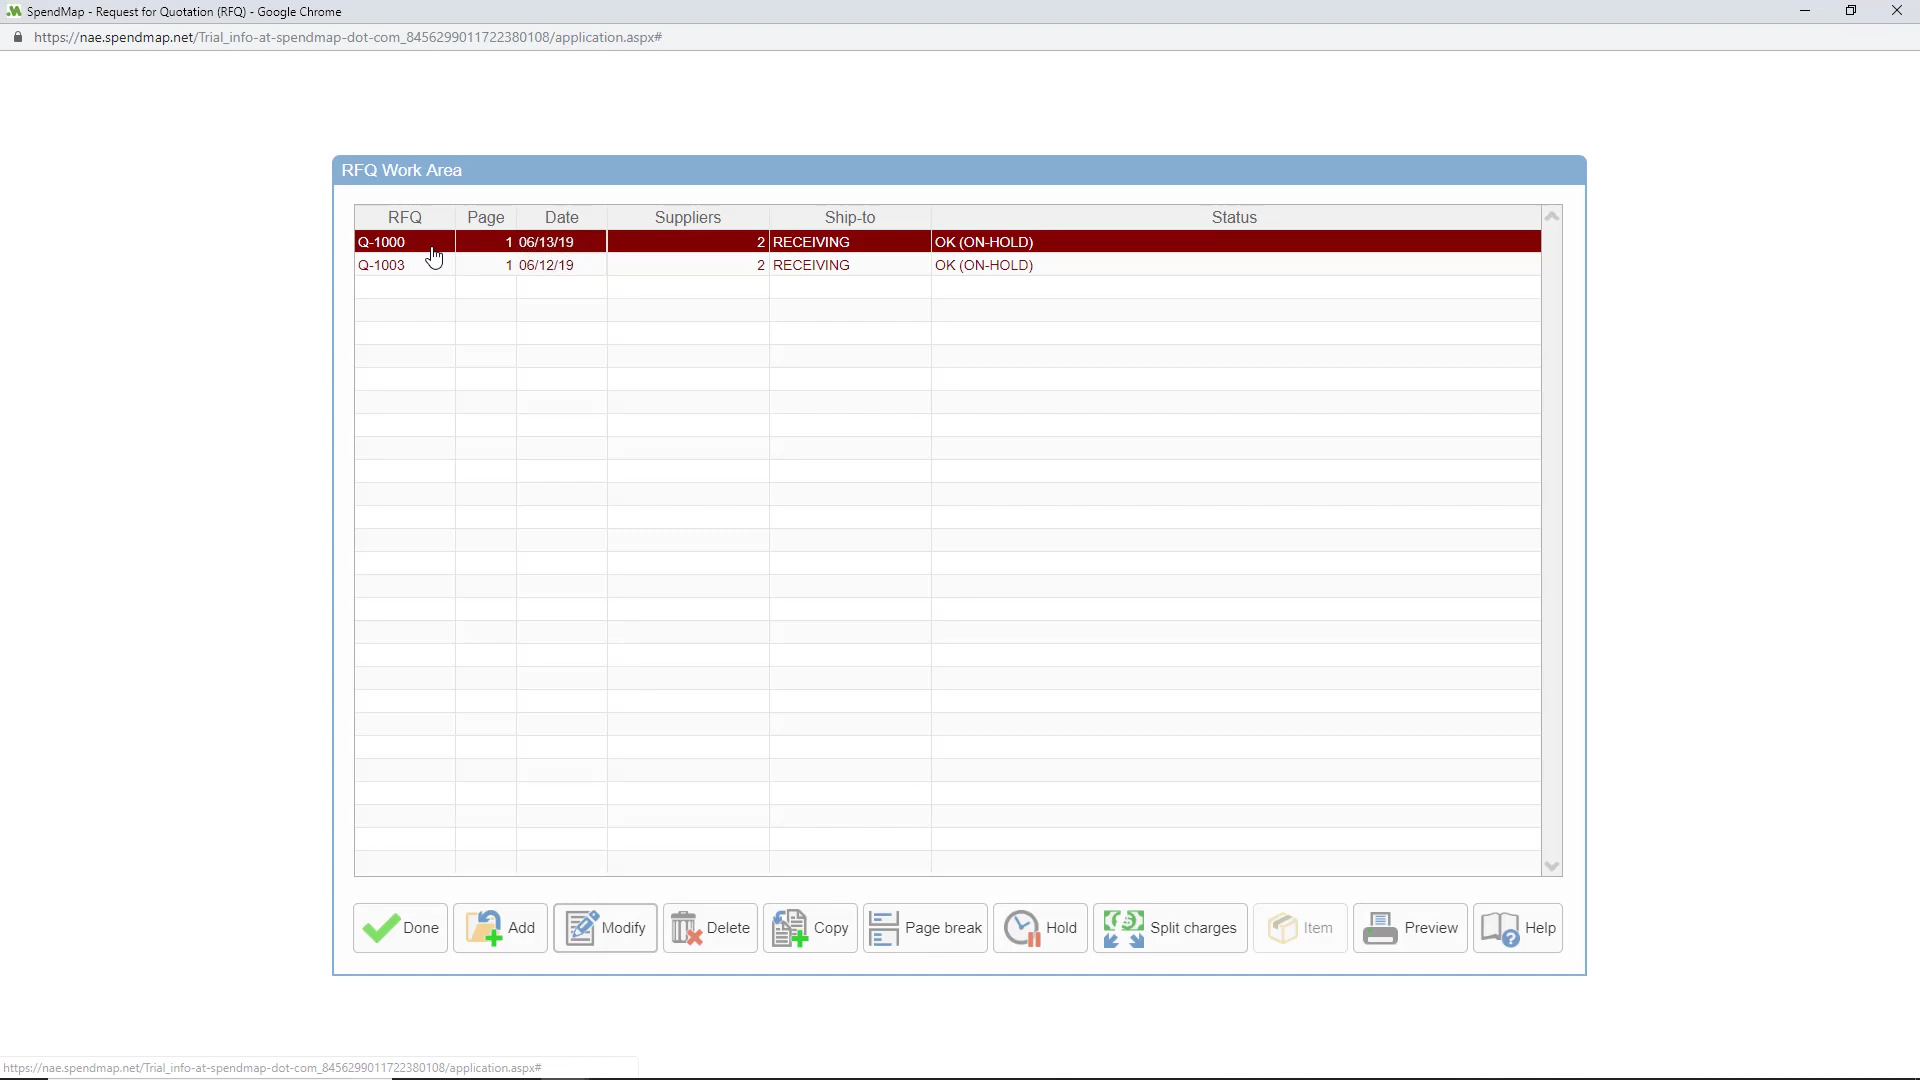 SpendMap - Request for Quotation (RFQ) - Google Chrome
https://nae.spendmap.net/Trial_info-at-spendmap-dot-com_8456299011722380108/application.aspx#
RFQ Work Area
RFQ Page Date Suppliers Ship-to Status
Q-1000 1 06/13/19 2 RECEIVING OK (ON-HOLD)
Q-1003 1 06/12/19 2 RECEIVING OK (ON-HOLD)
Done Add Modify Delete Copy Page break Hold Split charges Item Preview Help
https://nae.spendmap.net/Trial_info-at-spendmap-dot-com_8456299011722380108/application.aspx#